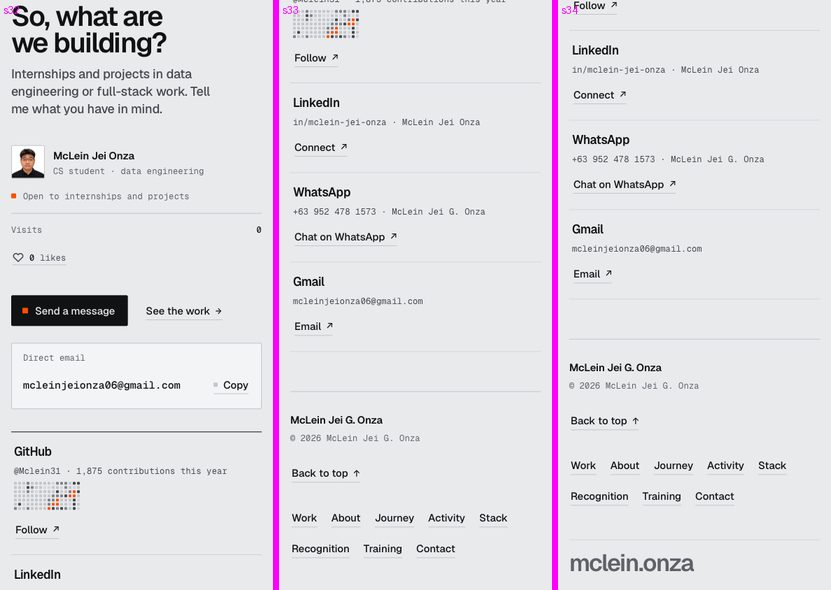 s32
So, what are
we building?
Internships and projects in data
engineering or full-stack work. Tell
me what you have in mind.
McLein Jei Onza
CS student · data engineering
Open to internships and projects
Visits 0
0 likes
Send a message See the work →
Direct email
mcleinjeionza06@gmail.com Copy
GitHub
@Mclein31 · 1,875 contributions this year
Follow ↗
LinkedIn
s33
@Mclein31 · 1,875 contributions this year
Follow ↗
LinkedIn
in/mclein-jei-onza · McLein Jei Onza
Connect ↗
WhatsApp
+63 952 478 1573 · McLein Jei G. Onza
Chat on WhatsApp ↗
Gmail
mcleinjeionza06@gmail.com
Email ↗
McLein Jei G. Onza
© 2026 McLein Jei G. Onza
Back to top ↑
Work About Journey Activity Stack
Recognition Training Contact
s34
Follow ↗
LinkedIn
in/mclein-jei-onza · McLein Jei Onza
Connect ↗
WhatsApp
+63 952 478 1573 · McLein Jei G. Onza
Chat on WhatsApp ↗
Gmail
mcleinjeionza06@gmail.com
Email ↗
McLein Jei G. Onza
© 2026 McLein Jei G. Onza
Back to top ↑
Work About Journey Activity Stack
Recognition Training Contact
mclein.onza